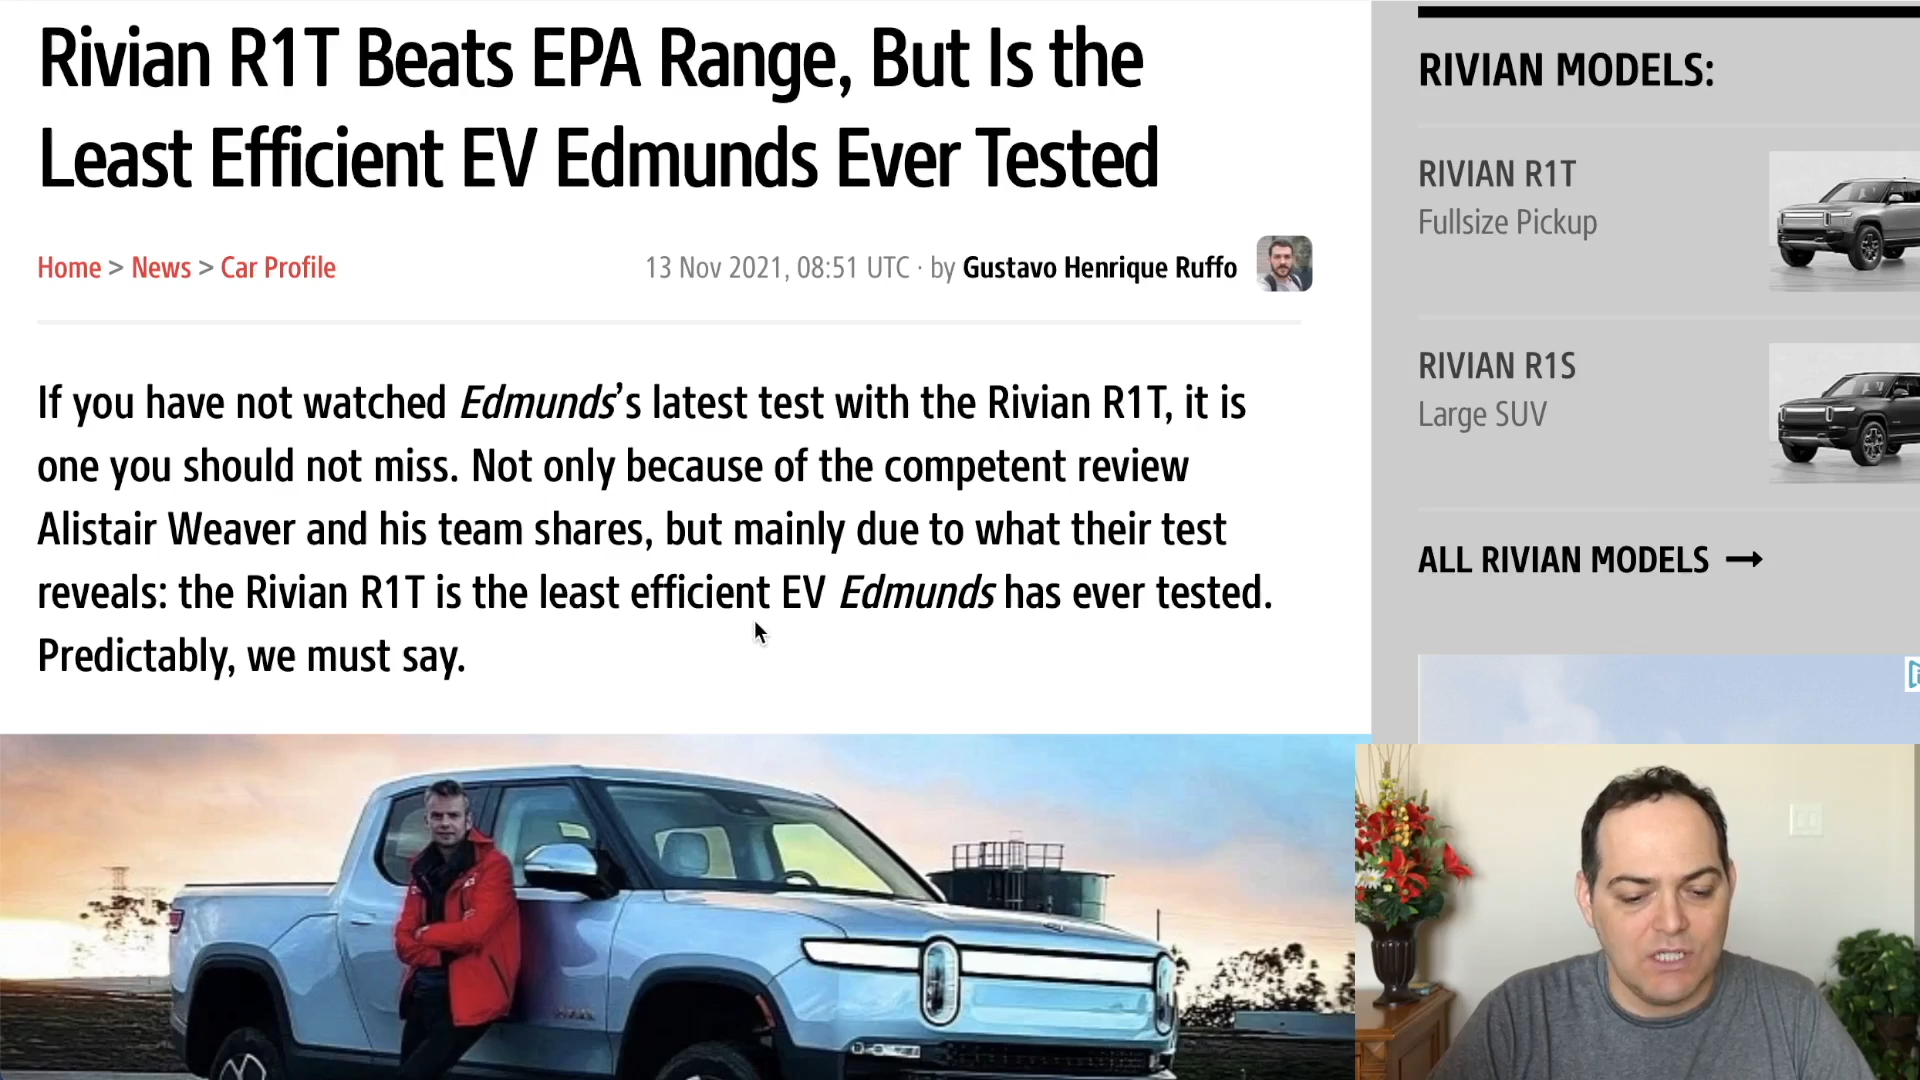 Rivian R1T Beats EPA Range, But Is the
Least Efficient EV Edmunds Ever Tested
Home > News > Car Profile
13 Nov 2021, 08:51 UTC · by Gustavo Henrique Ruffo
If you have not watched Edmunds's latest test with the Rivian R1T, it is
one you should not miss. Not only because of the competent review
Alistair Weaver and his team shares, but mainly due to what their test
reveals: the Rivian R1T is the least efficient EV Edmunds has ever tested.
Predictably, we must say.
RIVIAN MODELS:
RIVIAN R1T
Fullsize Pickup
RIVIAN R1S
Large SUV
ALL RIVIAN MODELS →